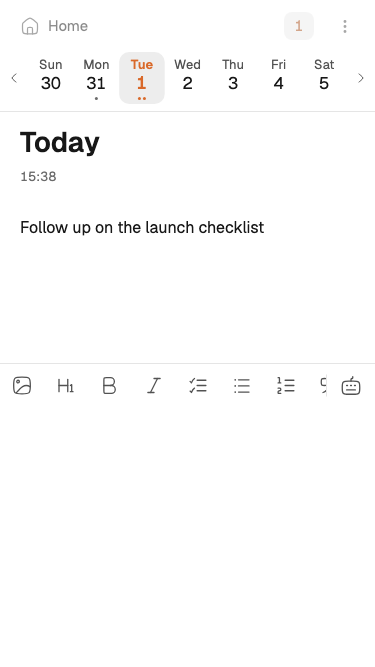 Home
1
Sun Mon Tue Wed Thu Fri Sat
30 31 1 2 3 4 5
Today
15:38
Follow up on the launch checklist
H1 B I